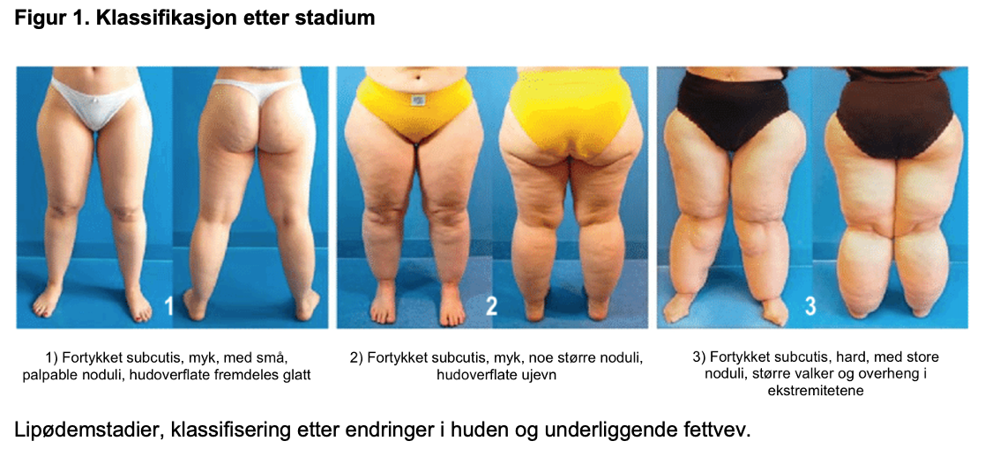 Figur 1. Klassifikasjon etter stadium
1
2
3
1) Fortykket subcutis, myk, med små,
palpable noduli, hudoverflate fremdeles glatt
2) Fortykket subcutis, myk, noe større noduli,
hudoverflate ujevn
3) Fortykket subcutis, hard, med store
noduli, større valker og overheng i
ekstremitetene
Lipødemstadier, klassifisering etter endringer i huden og underliggende fettvev.